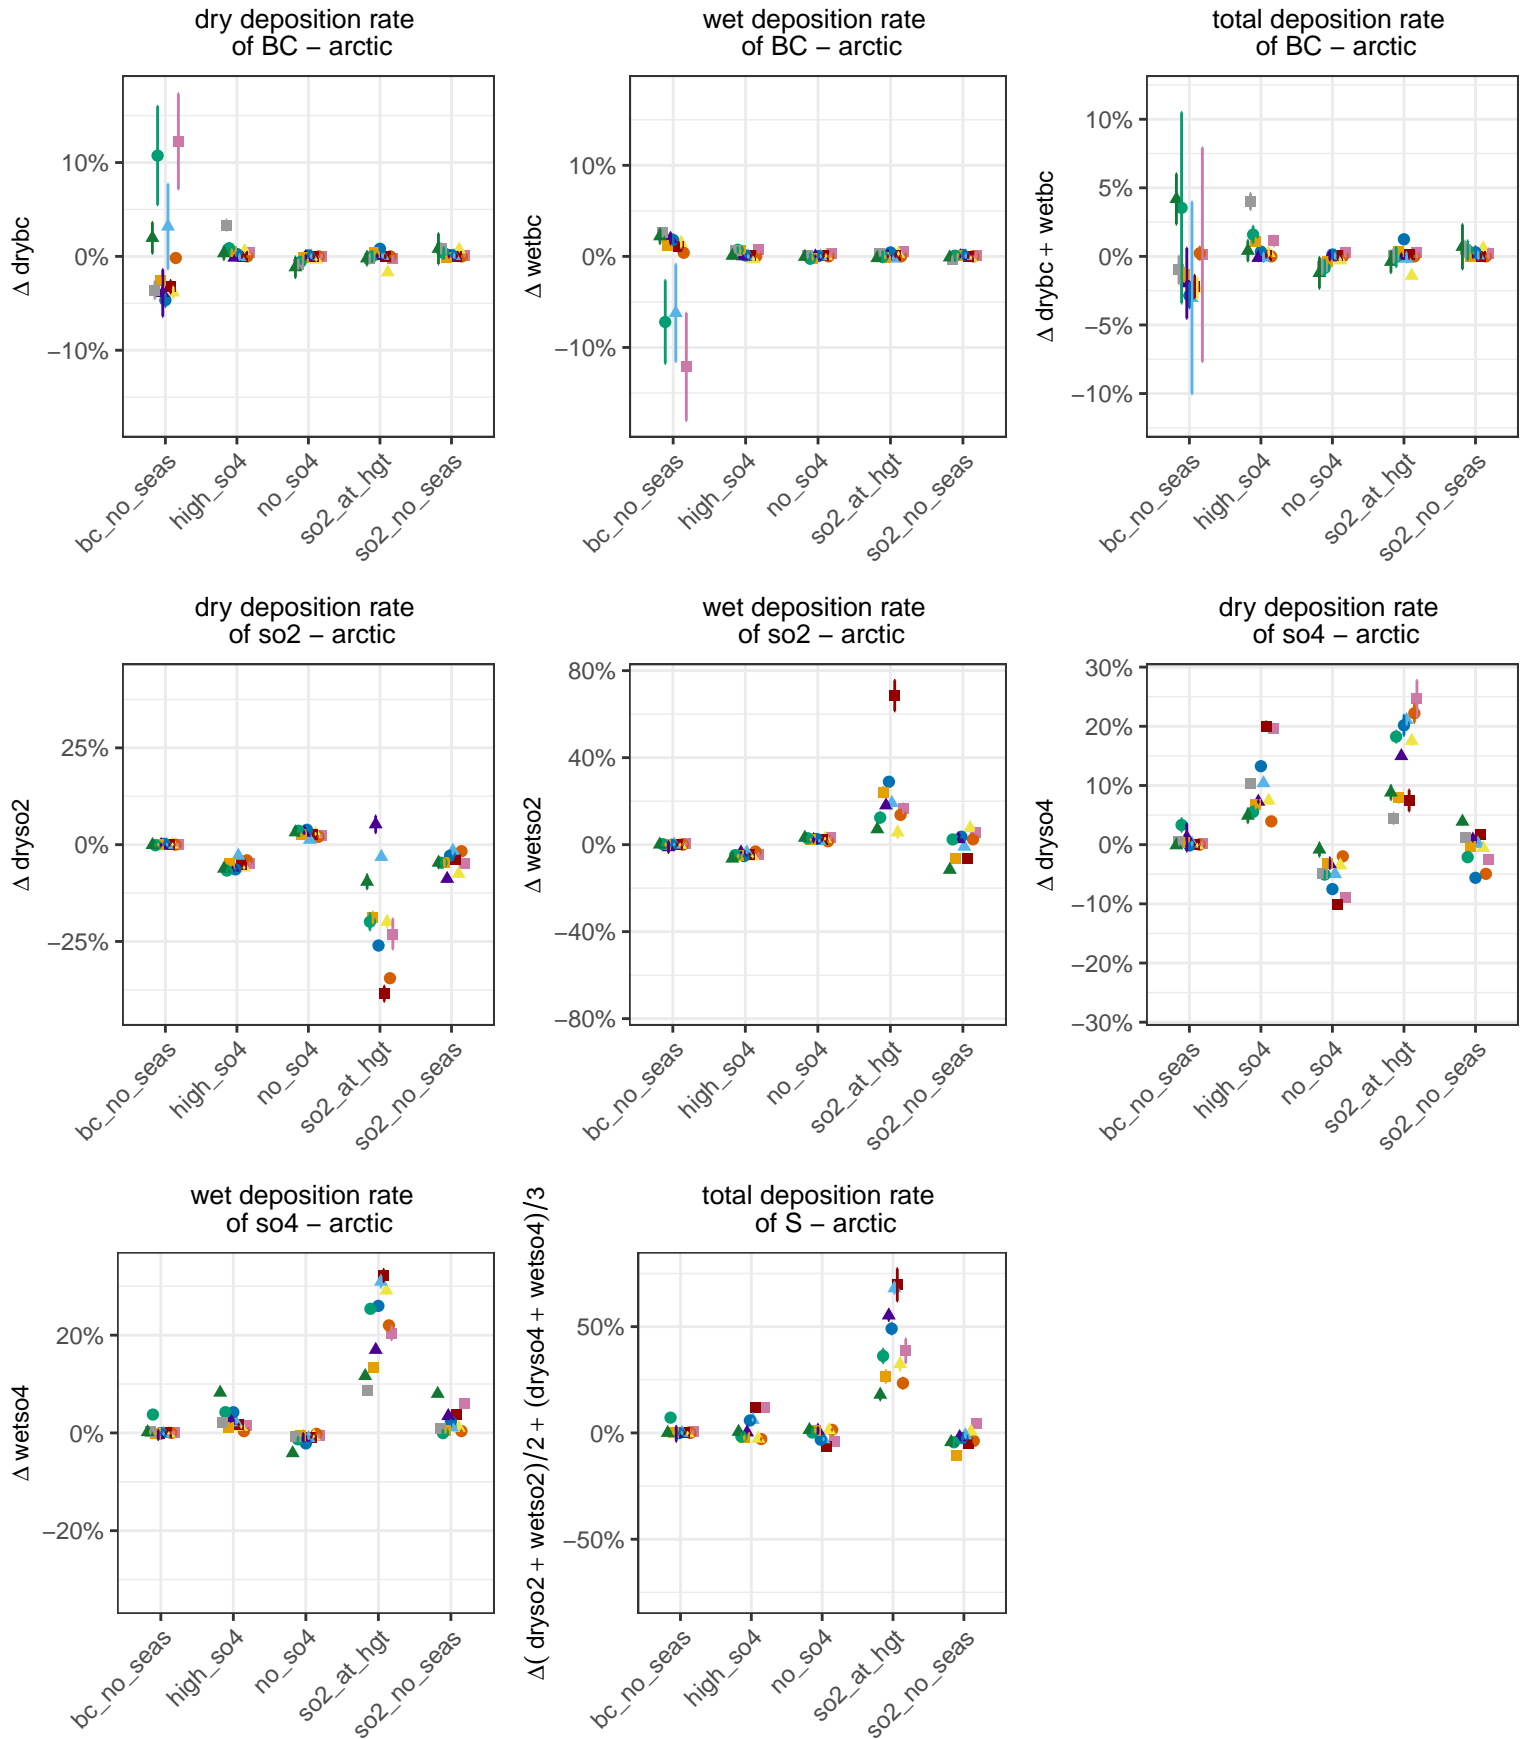 dry deposition rate
of BC − arctic
Δ drybc
10%
0%
−10%
bc_no_seas
high_so4
no_so4
so2_at_hgt
so2_no_seas
wet deposition rate
of BC − arctic
Δ wetbc
10%
0%
−10%
bc_no_seas
high_so4
no_so4
so2_at_hgt
so2_no_seas
total deposition rate
of BC − arctic
Δ drybc + wetbc
10%
5%
0%
−5%
−10%
bc_no_seas
high_so4
no_so4
so2_at_hgt
so2_no_seas
dry deposition rate
of so2 − arctic
Δ dryso2
25%
0%
−25%
bc_no_seas
high_so4
no_so4
so2_at_hgt
so2_no_seas
wet deposition rate
of so2 − arctic
Δ wetso2
80%
40%
0%
−40%
−80%
bc_no_seas
high_so4
no_so4
so2_at_hgt
so2_no_seas
dry deposition rate
of so4 − arctic
Δ dryso4
30%
20%
10%
0%
−10%
−20%
−30%
bc_no_seas
high_so4
no_so4
so2_at_hgt
so2_no_seas
wet deposition rate
of so4 − arctic
Δ wetso4
20%
0%
−20%
bc_no_seas
high_so4
no_so4
so2_at_hgt
so2_no_seas
total deposition rate
of S − arctic
Δ( dryso2 + wetso2)/2 + (dryso4 + wetso4)/3
50%
0%
−50%
bc_no_seas
high_so4
no_so4
so2_at_hgt
so2_no_seas